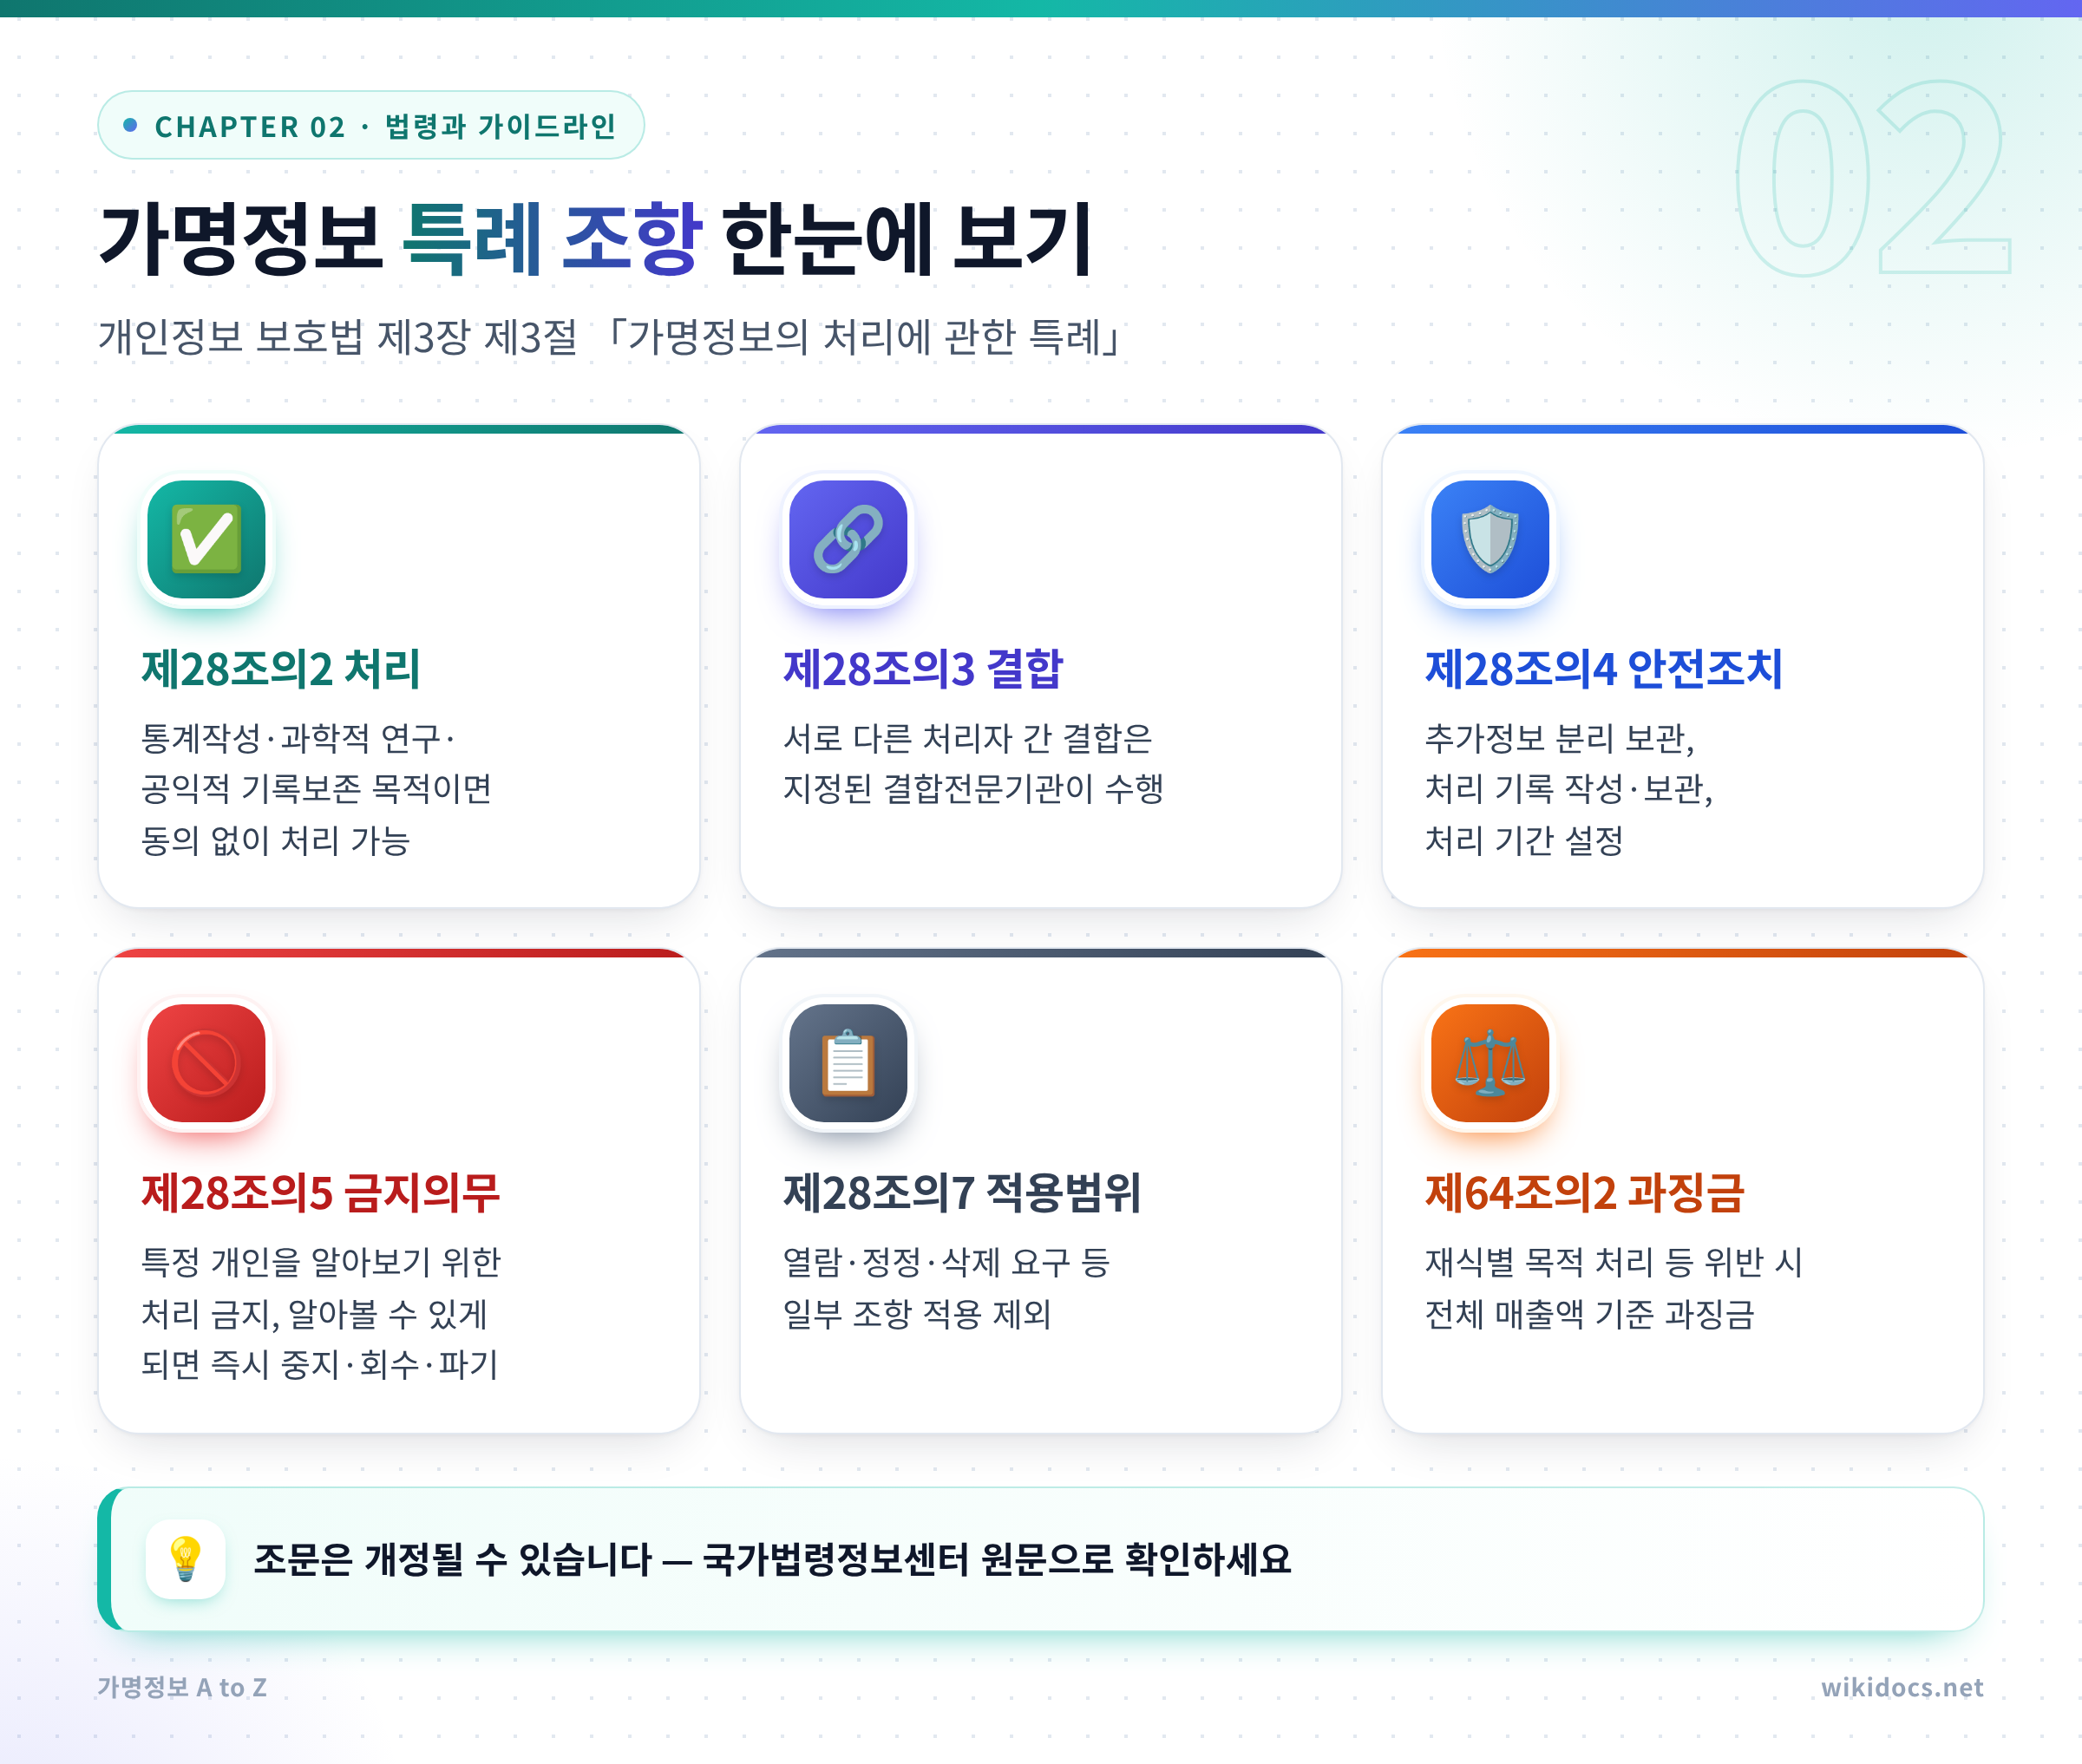 CHAPTER 02 · 법령과 가이드라인
02
가명정보 특례 조항 한눈에 보기
개인정보 보호법 제3장 제3절 「가명정보의 처리에 관한 특례」
제28조의2 처리
통계작성·과학적 연구·
공익적 기록보존 목적이면
동의 없이 처리 가능
제28조의3 결합
서로 다른 처리자 간 결합은
지정된 결합전문기관이 수행
제28조의4 안전조치
추가정보 분리 보관,
처리 기록 작성·보관,
처리 기간 설정
제28조의5 금지의무
특정 개인을 알아보기 위한
처리 금지, 알아볼 수 있게
되면 즉시 중지·회수·파기
제28조의7 적용범위
열람·정정·삭제 요구 등
일부 조항 적용 제외
제64조의2 과징금
재식별 목적 처리 등 위반 시
전체 매출액 기준 과징금
조문은 개정될 수 있습니다 — 국가법령정보센터 원문으로 확인하세요
가명정보 A to Z
wikidocs.net